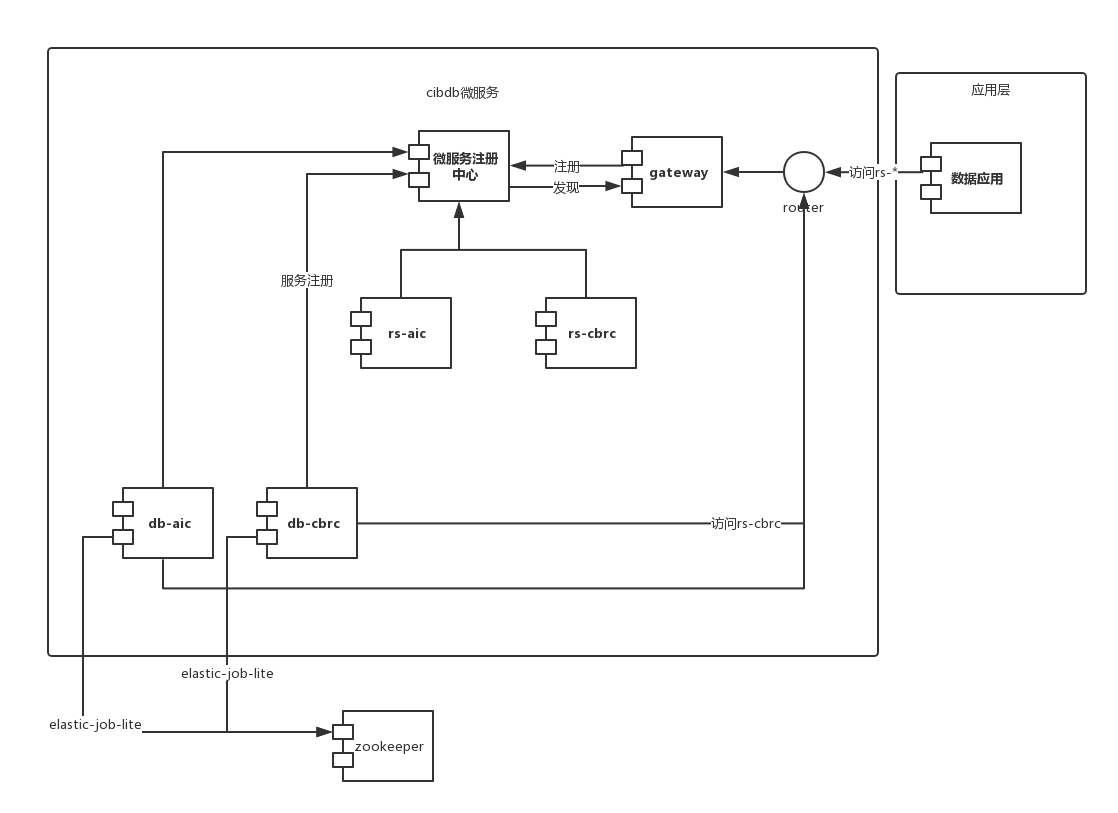 cibdb微服务
应用层
微服务注册
中心
注册
发现
gateway
router
访问rs-*
数据应用
服务注册
rs-aic
rs-cbrc
db-aic
db-cbrc
访问rs-cbrc
elastic-job-lite
elastic-job-lite
zookeeper